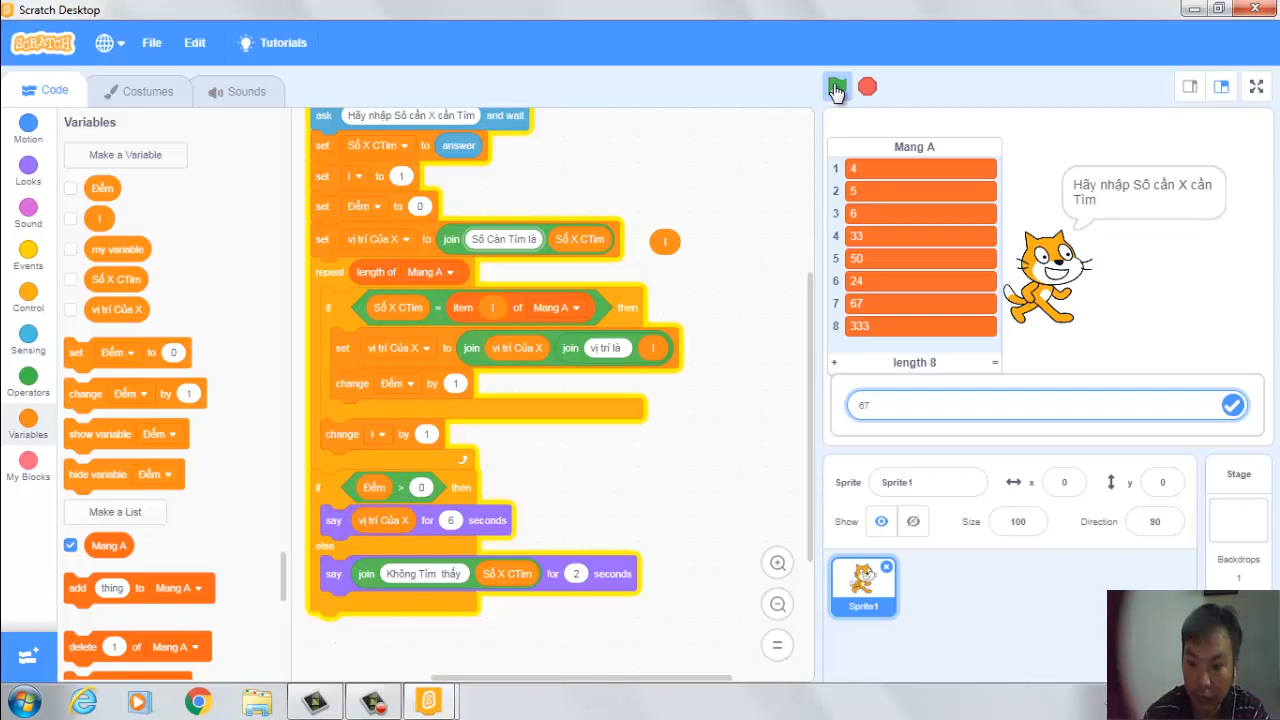 Scratch Desktop
SCRATCH File Edit Tutorials
Code Costumes Sounds
Motion
Looks
Sound
Events
Control
Sensing
Operators
Variables
My Blocks
Variables
Make a Variable
Đếm
I
my variable
Số X CTim
vị trí Của X
set Đếm to 0
change Đếm by 1
show variable Đếm
hide variable Đếm
Make a List
Mang A
add thing to Mang A
delete 1 of Mang A
ask Hãy nhập Sô cần X cần Tìm and wait
set Số X CTim to answer
set I to 1
set Đếm to 0
set vị trí Của X to join Sô Càn Tìm là Số X CTim
I
repeat length of Mang A
if Số X CTim = item I of Mang A then
set vị trí Của X to join vị trí Của X join vị trí là I
change Đếm by 1
change I by 1
if Đếm > 0 then
say vị trí Của X for 6 seconds
else
say join Không Tìm thấy Số X CTim for 2 seconds
Mang A
1 4
2 5
3 6
4 33
5 50
6 24
7 67
8 333
+ length 8 =
Hãy nhập Sô cần X cần
Tìm
67
Sprite Sprite1 x 0 y 0
Show Size 100 Direction 90
Sprite1
Stage
Backdrops
1